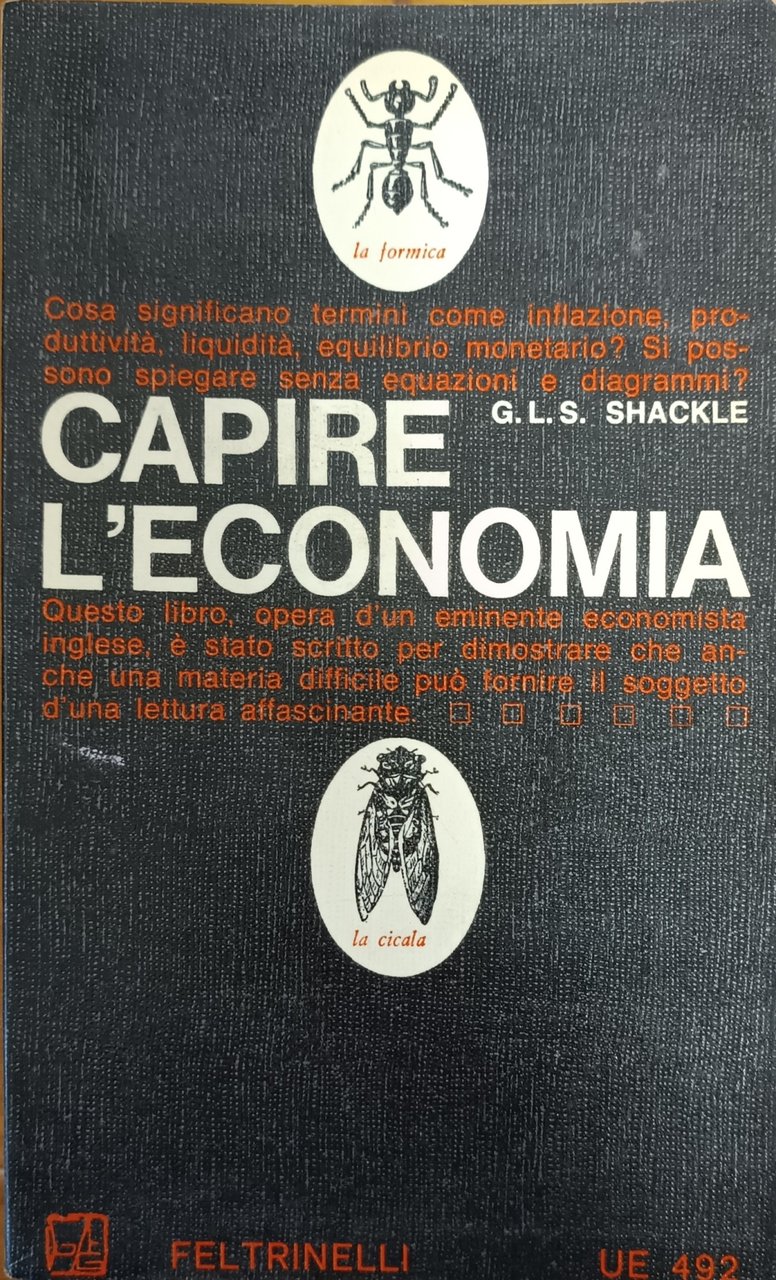 la formica
Cosa significano termini come inflazione, pro-
duttività, liquidità, equilibrio monetario? Si pos-
sono spiegare senza equazioni e diagrammi?
CAPIRE G.L.S. SHACKLE
L'ECONOMIA
Questo libro, opera d'un eminente economista
inglese, è stato scritto per dimostrare che an-
che una materia difficile può fornire il soggetto
d'una lettura affascinante.
la cicala
FELTRINELLI UE 492